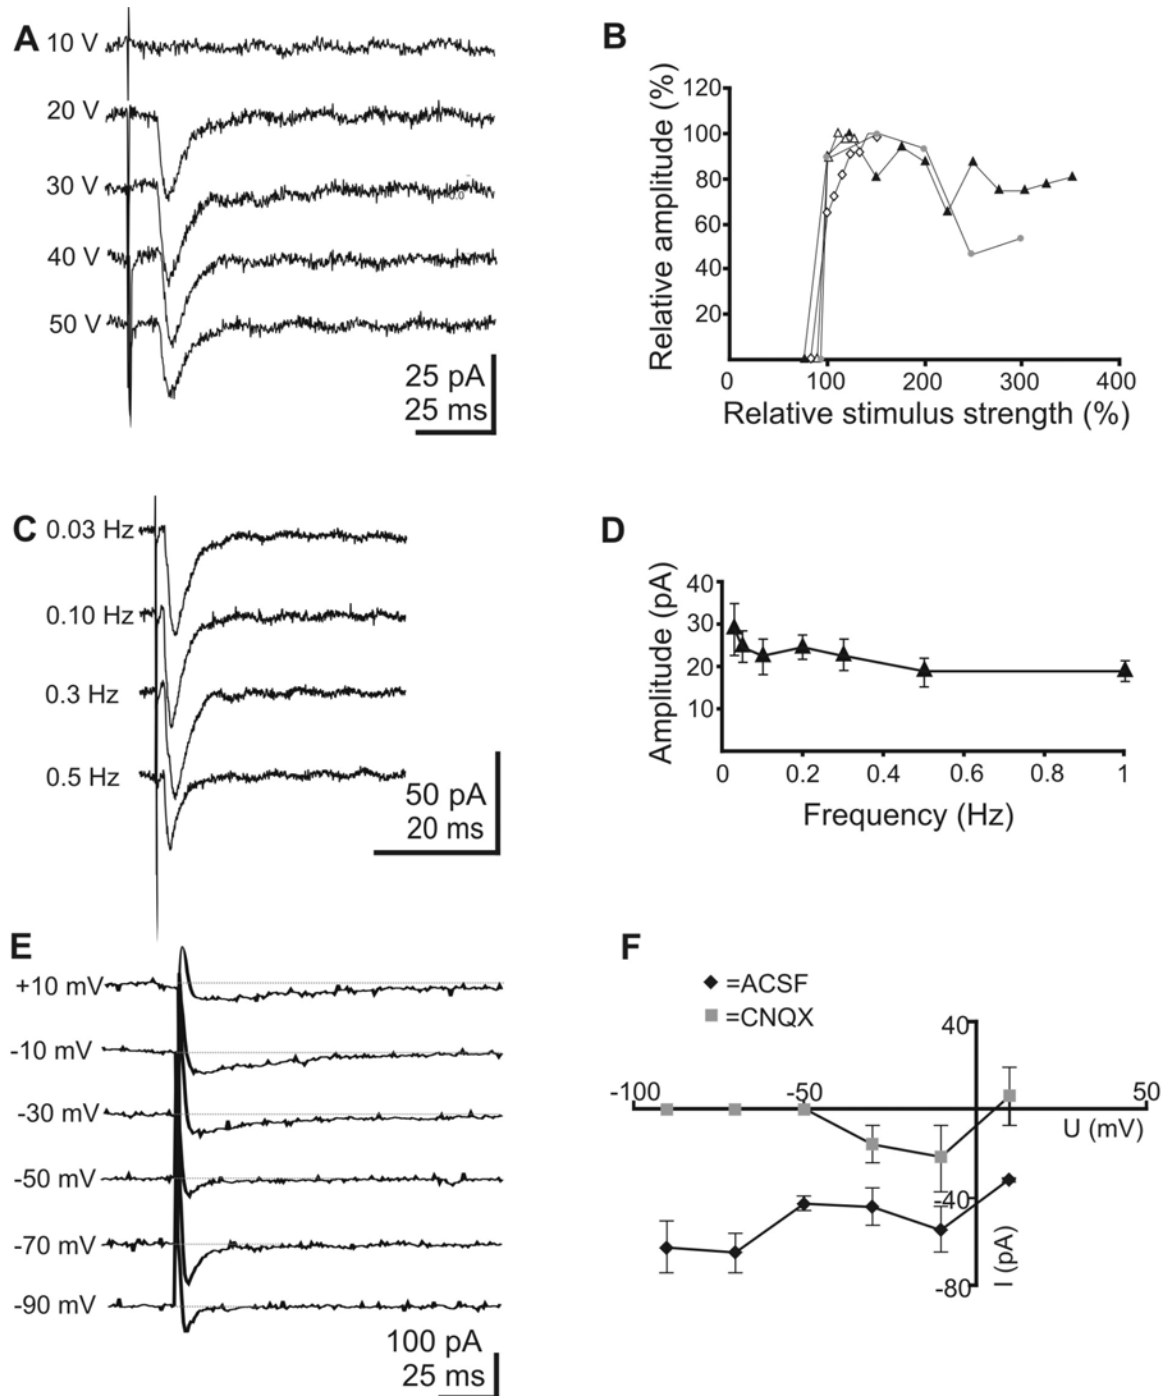 A
10 V
20 V
30 V
40 V
50 V
25 pA
25 ms
B
Relative amplitude (%)
120
100
80
60
40
20
0
100
200
300
400
Relative stimulus strength (%)
C
0.03 Hz
0.10 Hz
0.3 Hz
0.5 Hz
50 pA
20 ms
D
Amplitude (pA)
40
30
20
10
0
0.2
0.4
0.6
0.8
1
Frequency (Hz)
E
+10 mV
-10 mV
-30 mV
-50 mV
-70 mV
-90 mV
100 pA
25 ms
F
=ACSF
=CNQX
40
-100
-50
50
U (mV)
-40
I (pA)
-80